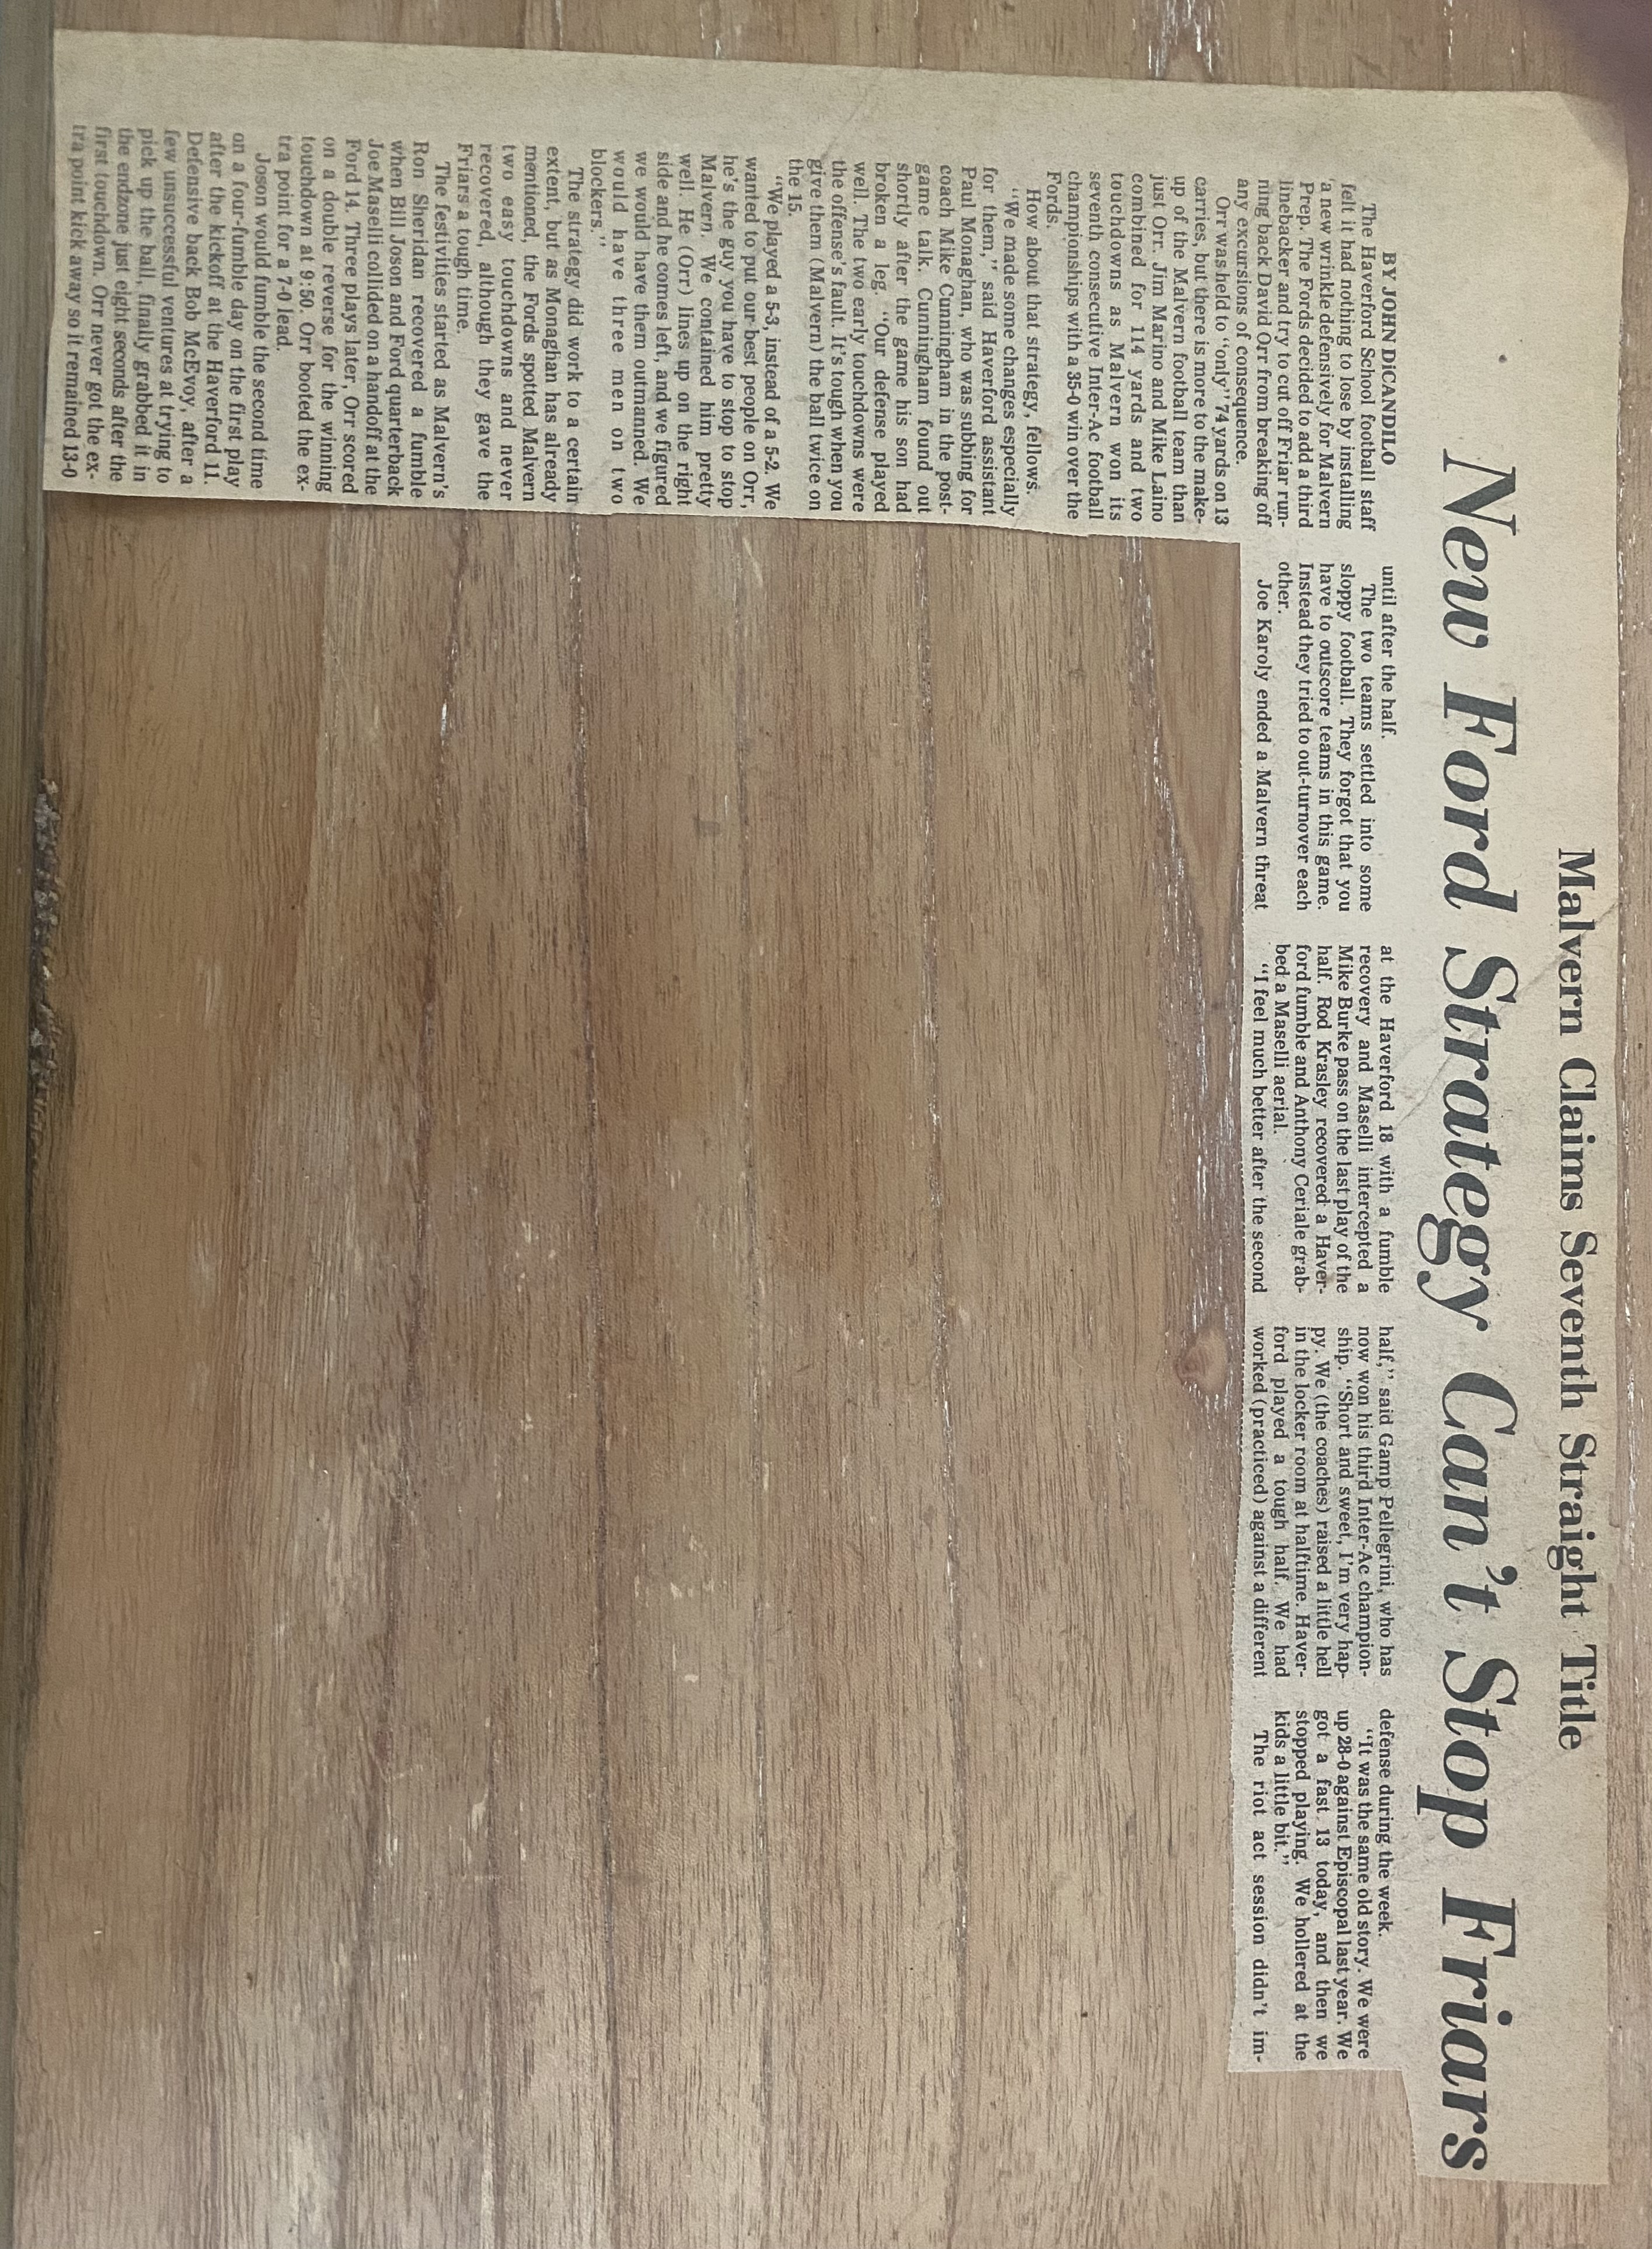 Malvern Claims Seventh Straight Title
New Ford Strategy Can't Stop Friars
BY JOHN DiCANDILO
The Haverford School football staff
felt it had nothing to lose by installing
a new wrinkle defensively for Malvern
Prep. The Fords decided to add a third
linebacker and try to cut off Friar run-
ning back David Orr from breaking off
any excursions of consequence.
Orr was held to "only" 74 yards on 13
carries, but there is more to the make-
up of the Malvern football team than
just Orr. Jim Marino and Mike Laino
combined for 114 yards and two
touchdowns as Malvern won its
seventh consecutive Inter-Ac football
championships with a 35-0 win over the
Fords.
How about that strategy, fellows.
"We made some changes especially
for them," said Haverford assistant
Paul Monaghan, who was subbing for
coach Mike Cunningham in the post-
game talk. Cunningham found out
shortly after the game his son had
broken a leg. "Our defense played
well. The two early touchdowns were
the offense's fault. It's tough when you
give them (Malvern) the ball twice on
the 15.
"We played a 5-3, instead of a 5-2. We
wanted to put our best people on Orr,
he's the guy you have to stop to stop
Malvern. We contained him pretty
well. He (Orr) lines up on the right
side and he comes left, and we figured
we would have them outmanned. We
would have three men on two
blockers."
The strategy did work to a certain
extent, but as Monaghan has already
mentioned, the Fords spotted Malvern
two easy touchdowns and never
recovered, although they gave the
Friars a tough time.
The festivities started as Malvern's
Ron Sheridan recovered a fumble
when Bill Joson and Ford quarterback
Joe Maselli collided on a handoff at the
Ford 14. Three plays later, Orr scored
on a double reverse for the winning
touchdown at 9:50. Orr booted the ex-
tra point for a 7-0 lead.
Joson would fumble the second time
on a four-fumble day on the first play
after the kickoff at the Haverford 11.
Defensive back Bob McEvoy, after a
few unsuccessful ventures at trying to
pick up the ball, finally grabbed it in
the endzone just eight seconds after the
first touchdown. Orr never got the ex-
tra point kick away so it remained 13-0
until after the half.
The two teams settled into some
sloppy football. They forgot that you
have to outscore teams in this game.
Instead they tried to out-turnover each
other.
Joe Karoly ended a Malvern threat
at the Haverford 18 with a fumble
recovery and Maselli intercepted a
Mike Burke pass on the last play of the
half. Rod Krasley recovered a Haver-
ford fumble and Anthony Ceriale grab-
bed a Maselli aerial.
"I feel much better after the second
half," said Gamp Pellegrini, who has
now won his third Inter-Ac champion-
ship. "Short and sweet, I'm very hap-
py. We (the coaches) raised a little hell
in the locker room at halftime. Haver-
ford played a tough half. We had
worked (practiced) against a different
defense during the week.
"It was the same old story. We were
up 28-0 against Episcopal last year. We
got a fast 13 today, and then we
stopped playing. We hollered at the
kids a little bit."
The riot act session didn't im-